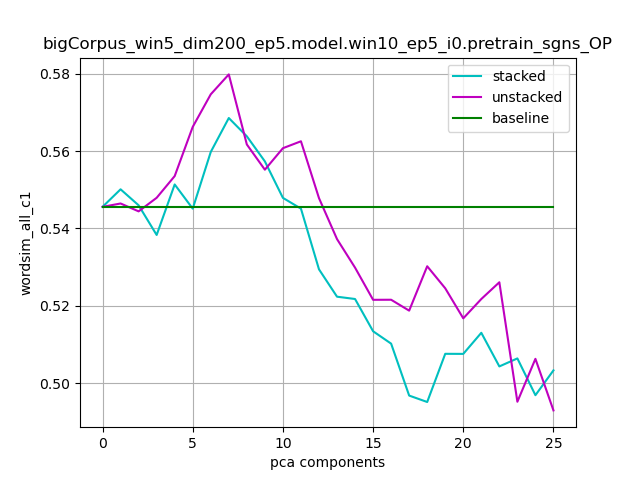 bigCorpus_win5_dim200_ep5.model.win10_ep5_i0.pretrain_sgns_OP
stacked
unstacked
baseline
0.58
0.56
0.54
0.52
0.50
wordsim_all_c1
0
5
10
15
20
25
pca components